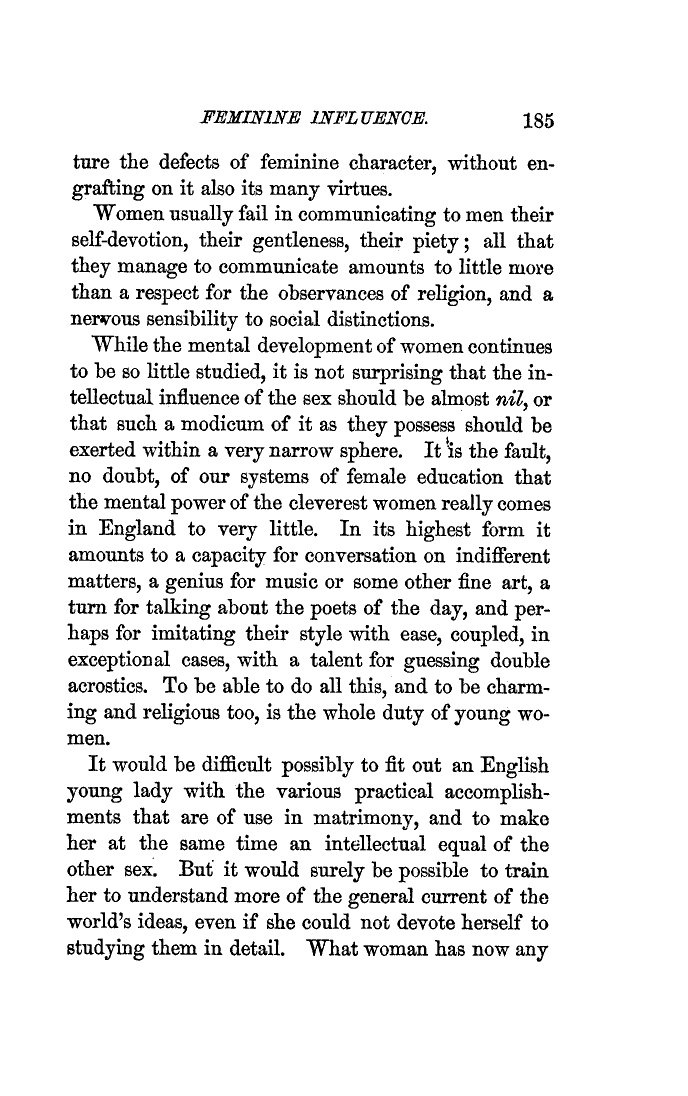 FEMININE INFLUENCE. 185
ture the defects of feminine character, without en-
grafting on it also its many virtues.
Women usually fail in communicating to men their
self-devotion, their gentleness, their piety; all that
they manage to communicate amounts to little more
than a respect for the observances of religion, and a
nervous sensibility to social distinctions.
While the mental development of women continues
to be so little studied, it is not surprising that the in-
tellectual influence of the sex should be almost nil, or
that such a modicum of it as they possess should be
exerted within a very narrow sphere. It is the fault,
no doubt, of our systems of female education that
the mental power of the cleverest women really comes
in England to very little. In its highest form it
amounts to a capacity for conversation on indifferent
matters, a genius for music or some other fine art, a
turn for talking about the poets of the day, and per-
haps for imitating their style with ease, coupled, in
exceptional cases, with a talent for guessing double
acrostics. To be able to do all this, and to be charm-
ing and religious too, is the whole duty of young wo-
men.
It would be difficult possibly to fit out an English
young lady with the various practical accomplish-
ments that are of use in matrimony, and to make
her at the same time an intellectual equal of the
other sex. But it would surely be possible to train
her to understand more of the general current of the
world's ideas, even if she could not devote herself to
studying them in detail. What woman has now any